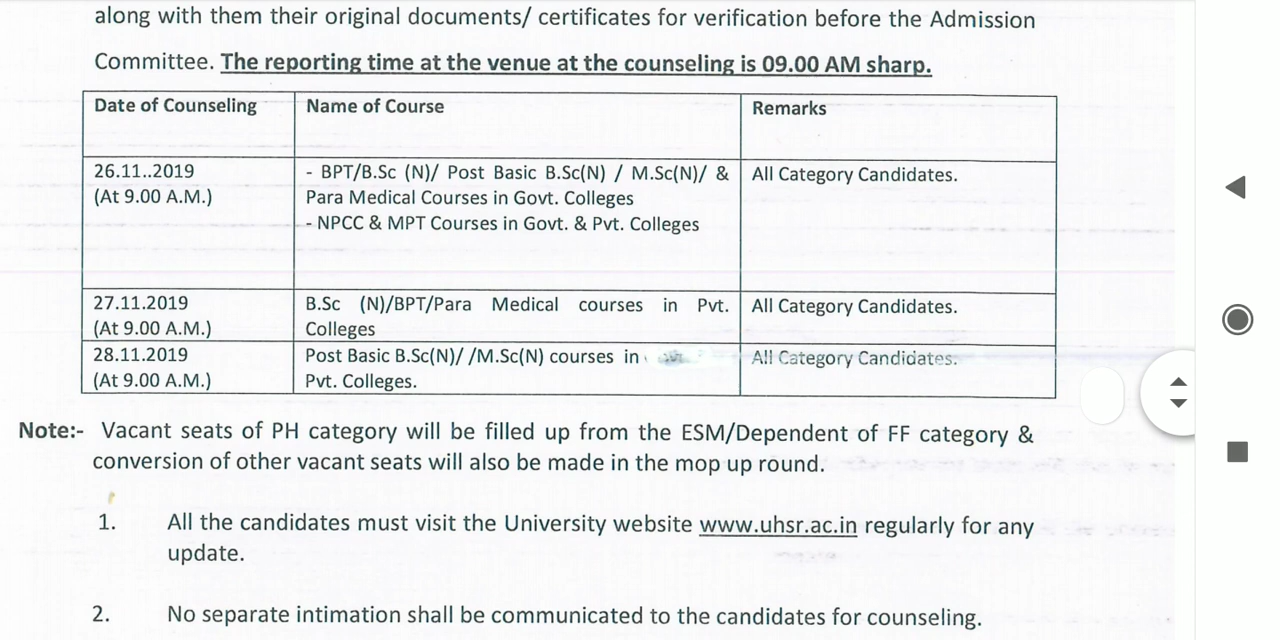 along with them their original documents/ certificates for verification before the Admission
Committee. The reporting time at the venue at the counseling is 09.00 AM sharp.
Date of Counseling Name of Course Remarks
26.11..2019 - BPT/B.Sc (N)/ Post Basic B.Sc(N) / M.Sc(N)/ & All Category Candidates.
(At 9.00 A.M.) Para Medical Courses in Govt. Colleges
- NPCC & MPT Courses in Govt. & Pvt. Colleges
27.11.2019 B.Sc (N)/BPT/Para Medical courses in Pvt. All Category Candidates.
(At 9.00 A.M.) Colleges
28.11.2019 Post Basic B.Sc(N)/ /M.Sc(N) courses in All Category Candidates.
(At 9.00 A.M.) Pvt. Colleges.
Note:- Vacant seats of PH category will be filled up from the ESM/Dependent of FF category &
conversion of other vacant seats will also be made in the mop up round.
1. All the candidates must visit the University website www.uhsr.ac.in regularly for any
update.
2. No separate intimation shall be communicated to the candidates for counseling.